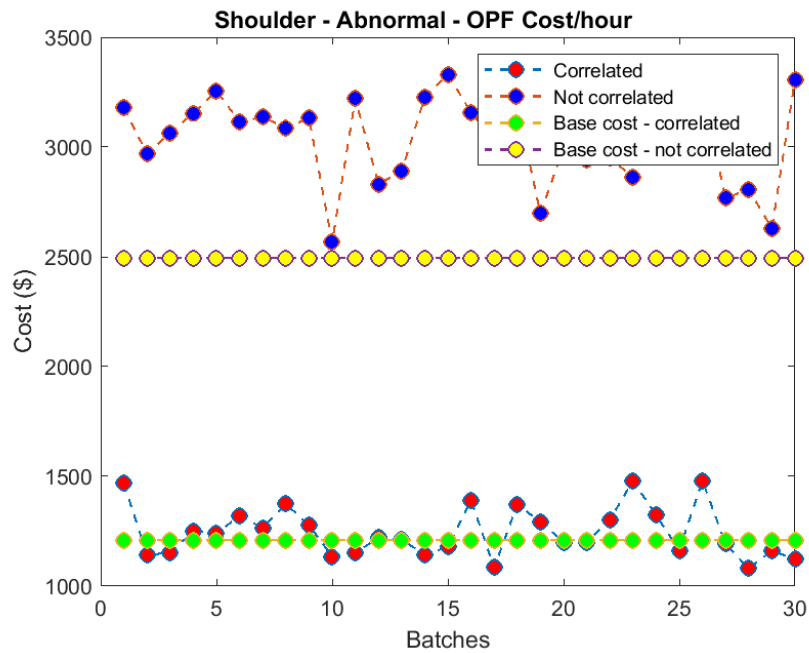 Shoulder - Abnormal - OPF Cost/hour
3500
3000
2500
2000
1500
1000
Cost ($)
Correlated
Not correlated
Base cost - correlated
Base cost - not correlated
0
5
10
15
20
25
30
Batches